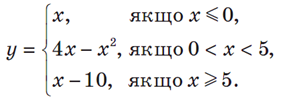 x, якщо x ⩽ 0,
y = { 4x − x², якщо 0 < x < 5,
x − 10, якщо x ⩾ 5.